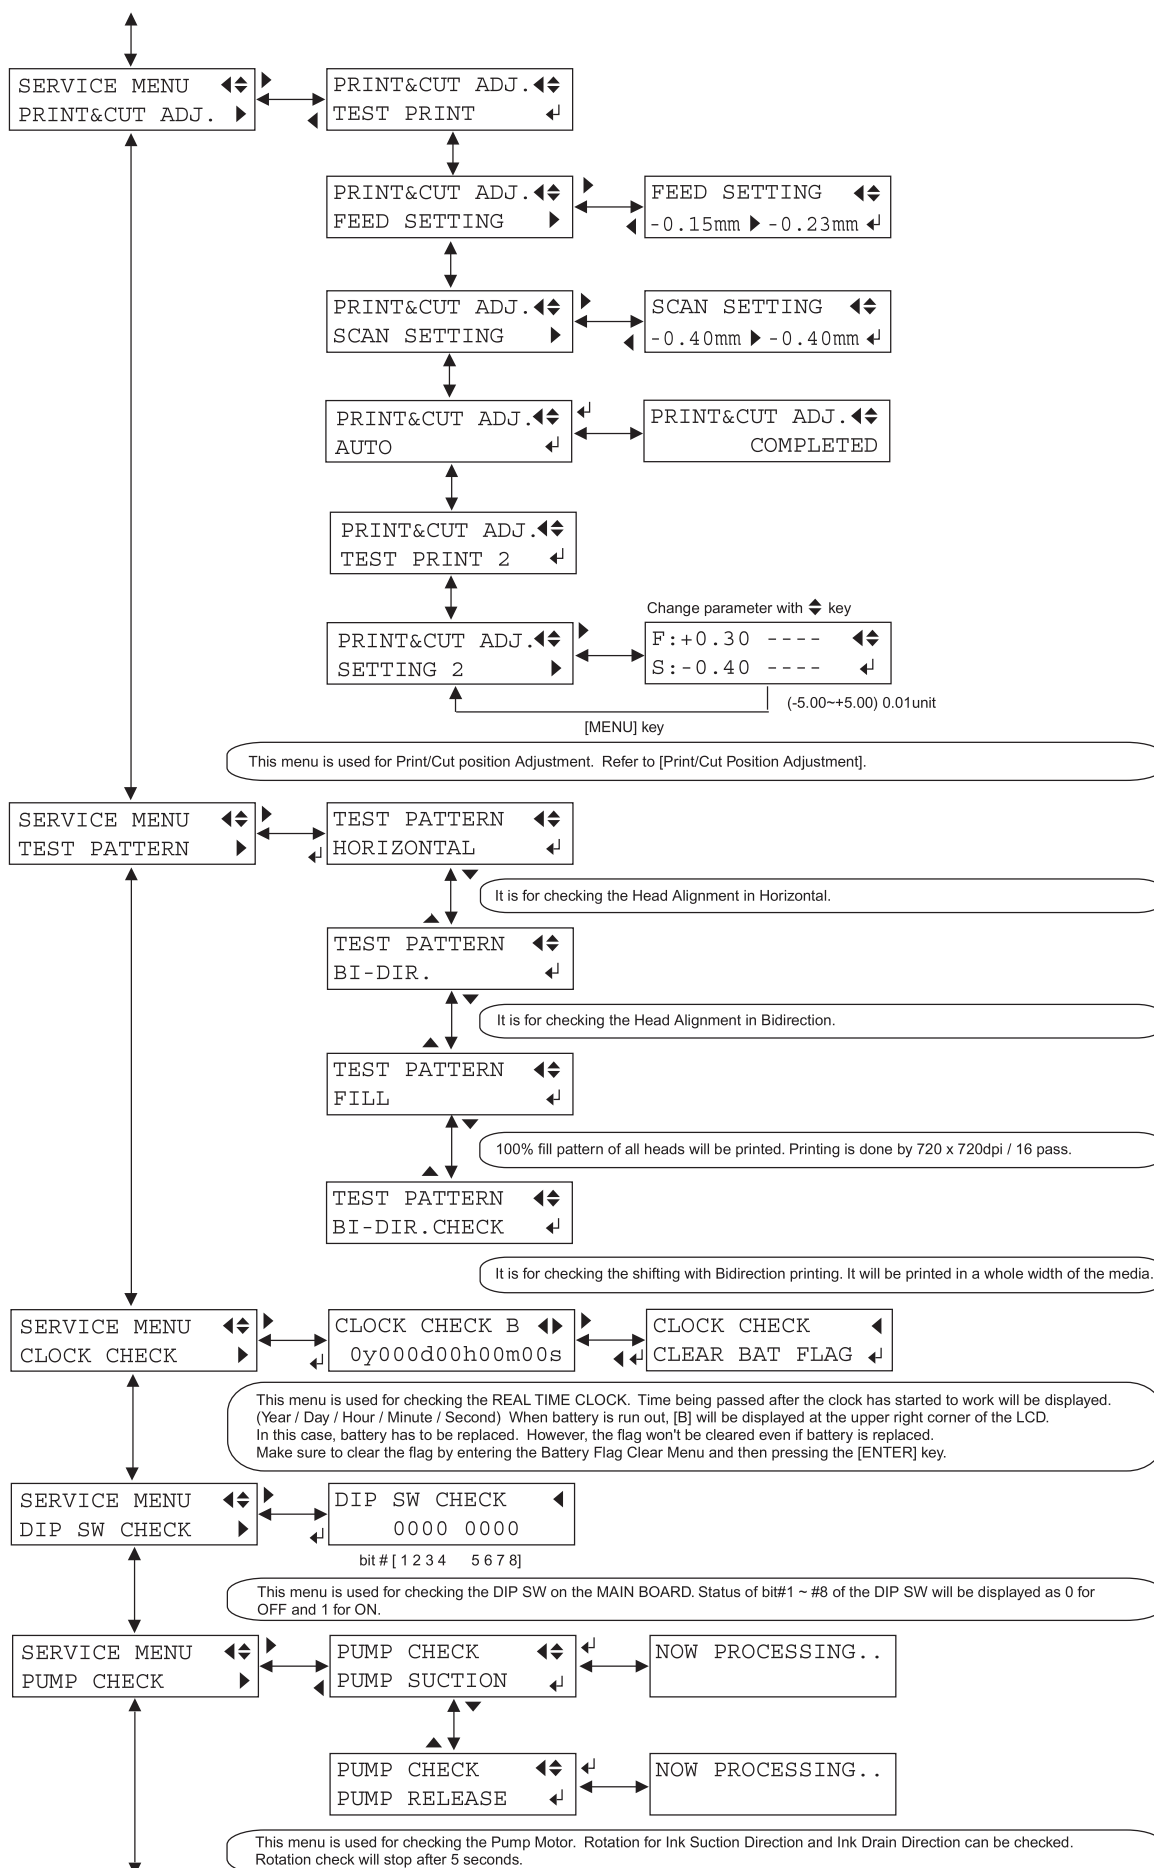 SERVICE MENU
PRINT&CUT ADJ.
PRINT&CUT ADJ.
TEST PRINT
PRINT&CUT ADJ.
FEED SETTING
FEED SETTING
-0.15mm -0.23mm
PRINT&CUT ADJ.
SCAN SETTING
SCAN SETTING
-0.40mm -0.40mm
PRINT&CUT ADJ.
AUTO
PRINT&CUT ADJ.
COMPLETED
PRINT&CUT ADJ.
TEST PRINT 2
Change parameter with key
PRINT&CUT ADJ.
SETTING 2
F:+0.30 ----
S:-0.40 ----
(-5.00~+5.00) 0.01unit
[MENU] key
This menu is used for Print/Cut position Adjustment. Refer to [Print/Cut Position Adjustment].
SERVICE MENU
TEST PATTERN
TEST PATTERN
HORIZONTAL
It is for checking the Head Alignment in Horizontal.
TEST PATTERN
BI-DIR.
It is for checking the Head Alignment in Bidirection.
TEST PATTERN
FILL
100% fill pattern of all heads will be printed. Printing is done by 720 x 720dpi / 16 pass.
TEST PATTERN
BI-DIR.CHECK
It is for checking the shifting with Bidirection printing. It will be printed in a whole width of the media.
SERVICE MENU
CLOCK CHECK
CLOCK CHECK B
0y000d00h00m00s
CLOCK CHECK
CLEAR BAT FLAG
This menu is used for checking the REAL TIME CLOCK. Time being passed after the clock has started to work will be displayed.
(Year / Day / Hour / Minute / Second) When battery is run out, [B] will be displayed at the upper right corner of the LCD.
In this case, battery has to be replaced. However, the flag won't be cleared even if battery is replaced.
Make sure to clear the flag by entering the Battery Flag Clear Menu and then pressing the [ENTER] key.
SERVICE MENU
DIP SW CHECK
DIP SW CHECK
0000 0000
bit # [ 1 2 3 4 5 6 7 8]
This menu is used for checking the DIP SW on the MAIN BOARD. Status of bit#1 ~ #8 of the DIP SW will be displayed as 0 for
OFF and 1 for ON.
SERVICE MENU
PUMP CHECK
PUMP CHECK
PUMP SUCTION
NOW PROCESSING..
PUMP CHECK
PUMP RELEASE
NOW PROCESSING..
This menu is used for checking the Pump Motor. Rotation for Ink Suction Direction and Ink Drain Direction can be checked.
Rotation check will stop after 5 seconds.